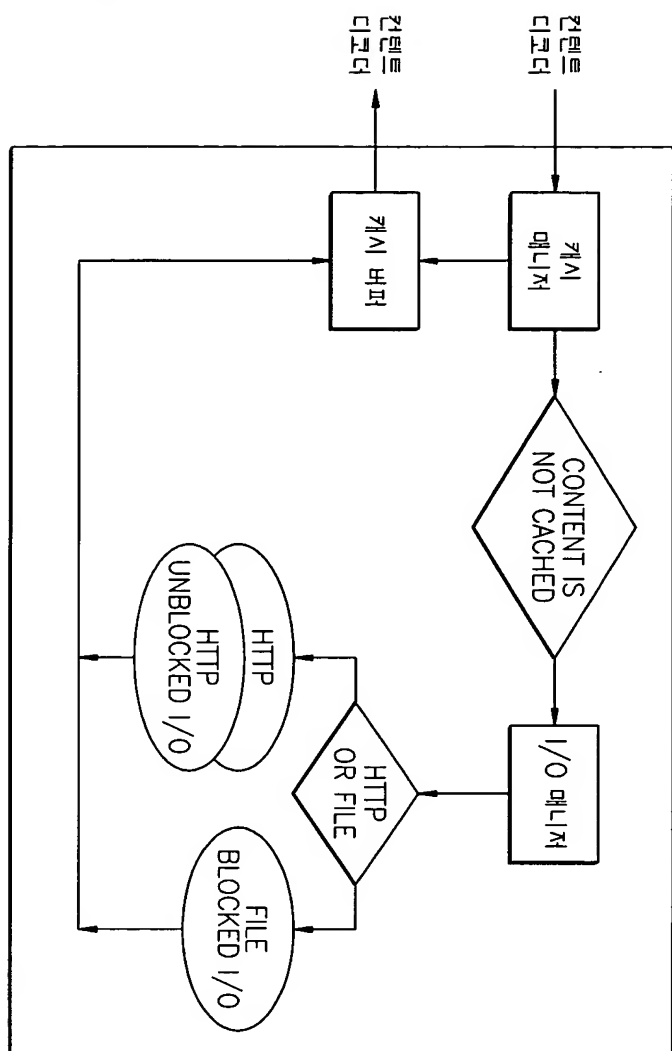 컨텐트
디코더
캐시
매니저
CONTENT IS
NOT CACHED
I/O 매니저
컨텐트
디코더
캐시 버퍼
HTTP
OR FILE
HTTP
HTTP
UNBLOCKED I/O
FILE
BLOCKED I/O